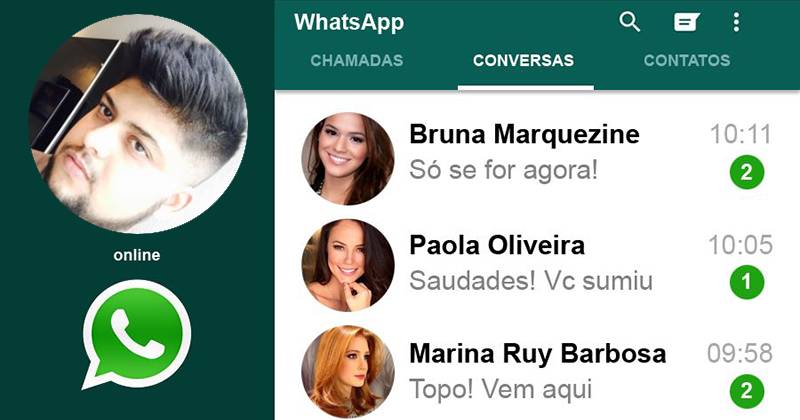 online
WhatsApp
CHAMADAS CONVERSAS CONTATOS
Bruna Marquezine 10:11
Só se for agora! 2
Paola Oliveira 10:05
Saudades! Vc sumiu 1
Marina Ruy Barbosa 09:58
Topo! Vem aqui 2